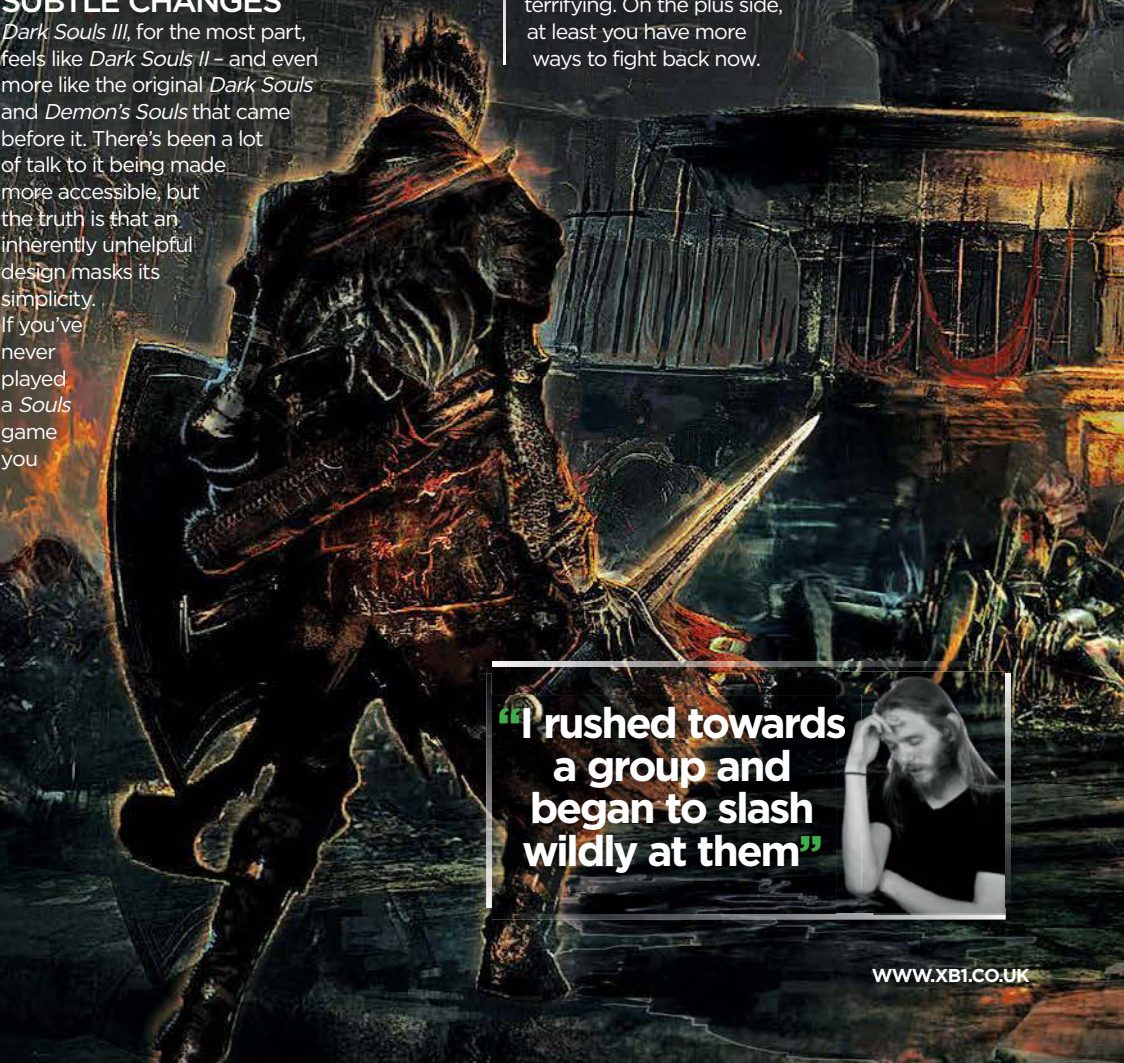 SUBTLE CHANGES
Dark Souls III, for the most part,
feels like Dark Souls II – and even
more like the original Dark Souls
and Demon's Souls that came
before it. There's been a lot
of talk to it being made
more accessible, but
the truth is that an
inherently unhelpful
design masks its
simplicity.
If you've
never
played
a Souls
game
you
terrifying. On the plus side,
at least you have more
ways to fight back now.
“I rushed towards
a group and
began to slash
wildly at them”
WWW.XB1.CO.UK